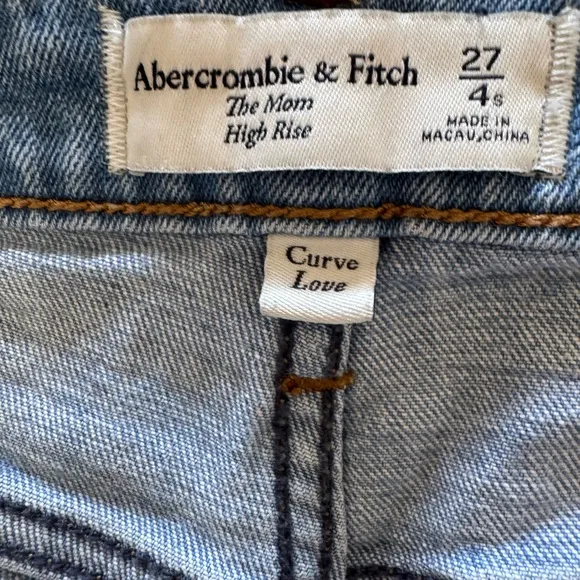 Abercrombie & Fitch
The Mom
High Rise
27
4s
MADE IN
MACAU, CHINA
Curve
Love